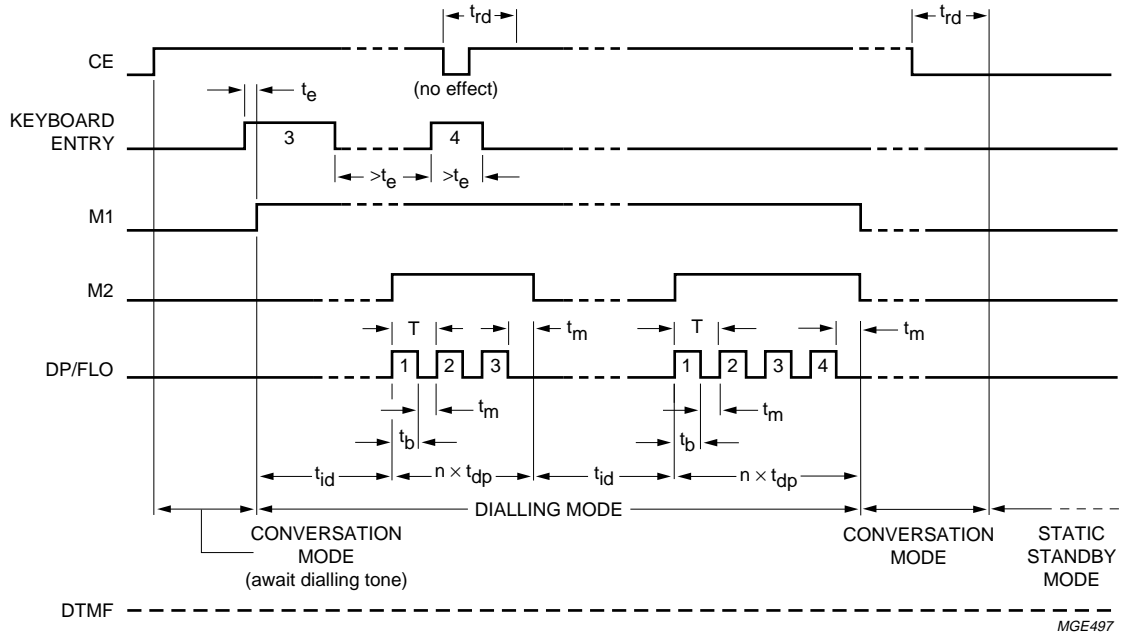 t_rd t_rd
CE
(no effect)
t_e
KEYBOARD
ENTRY
3 4
>t_e >t_e
M1
M2
T t_m T t_m
DP/FLO 1 2 3 1 2 3 4
t_m t_m
t_b t_b
t_id n × t_dp t_id n × t_dp
DIALLING MODE
CONVERSATION
MODE
(await dialling tone)
CONVERSATION
MODE
STATIC
STANDBY
MODE
DTMF
MGE497